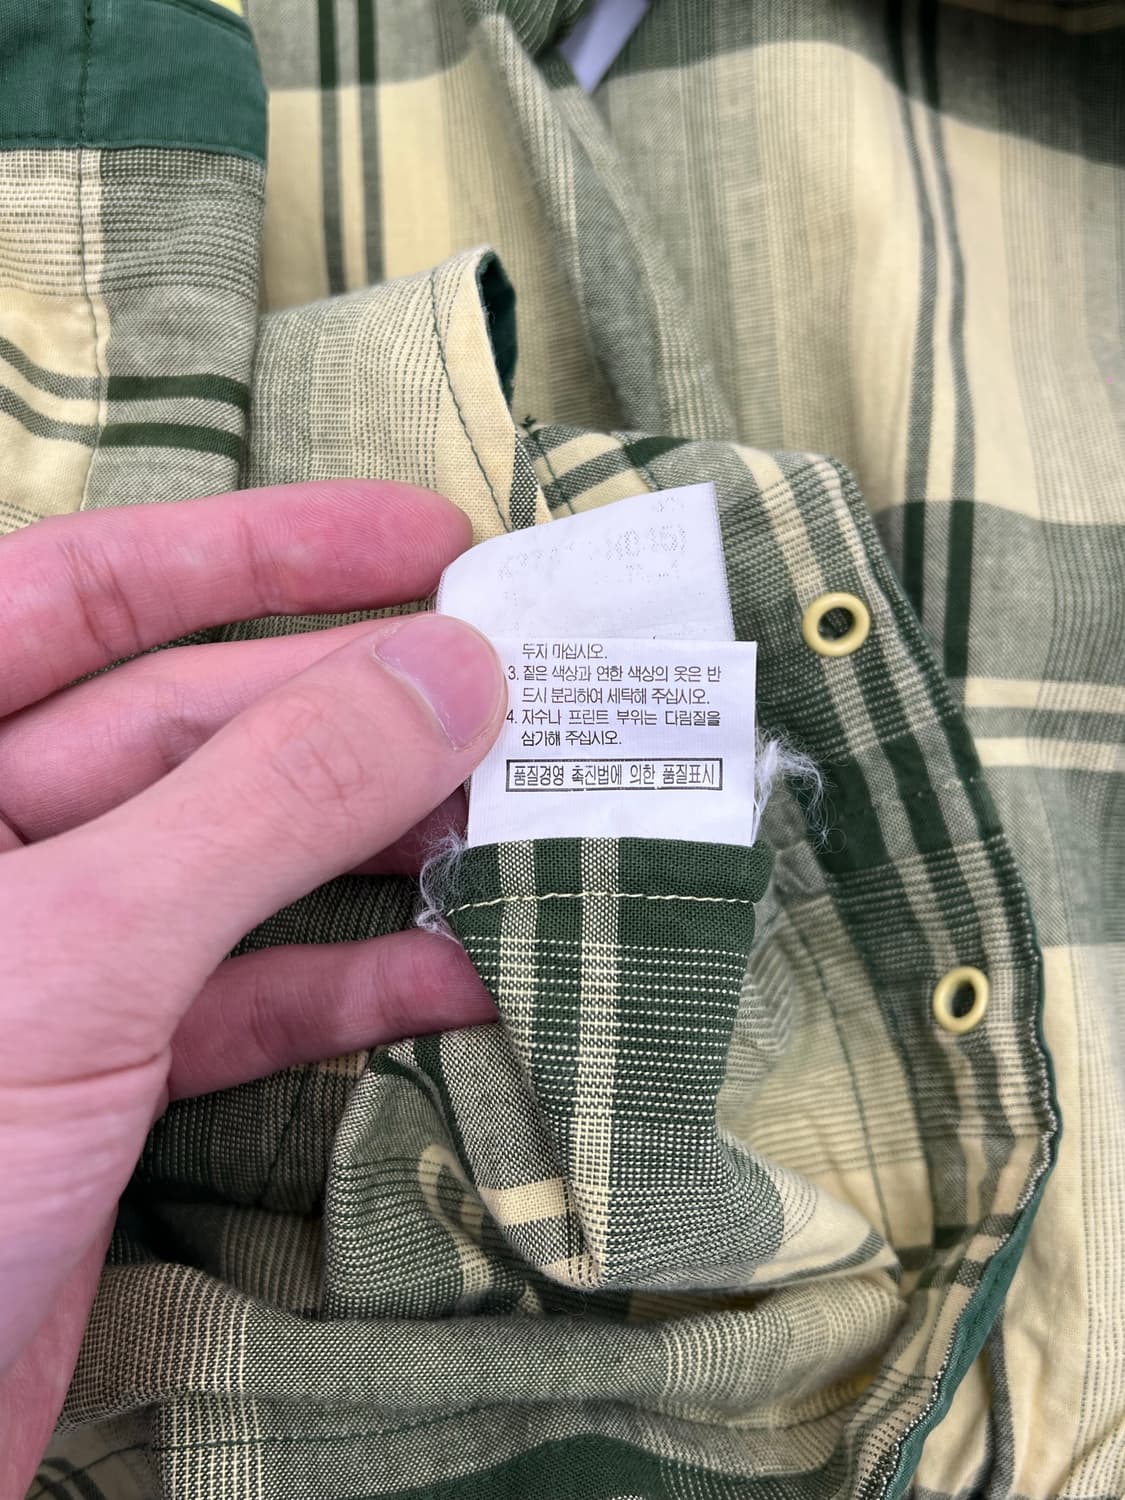 두지 마십시오.
3. 짙은 색상과 연한 색상의 옷은 반
드시 분리하여 세탁해 주십시오.
4. 자수나 프린트 부위는 다림질을
삼가해 주십시오.
품질경영 촉진법에 의한 품질표시